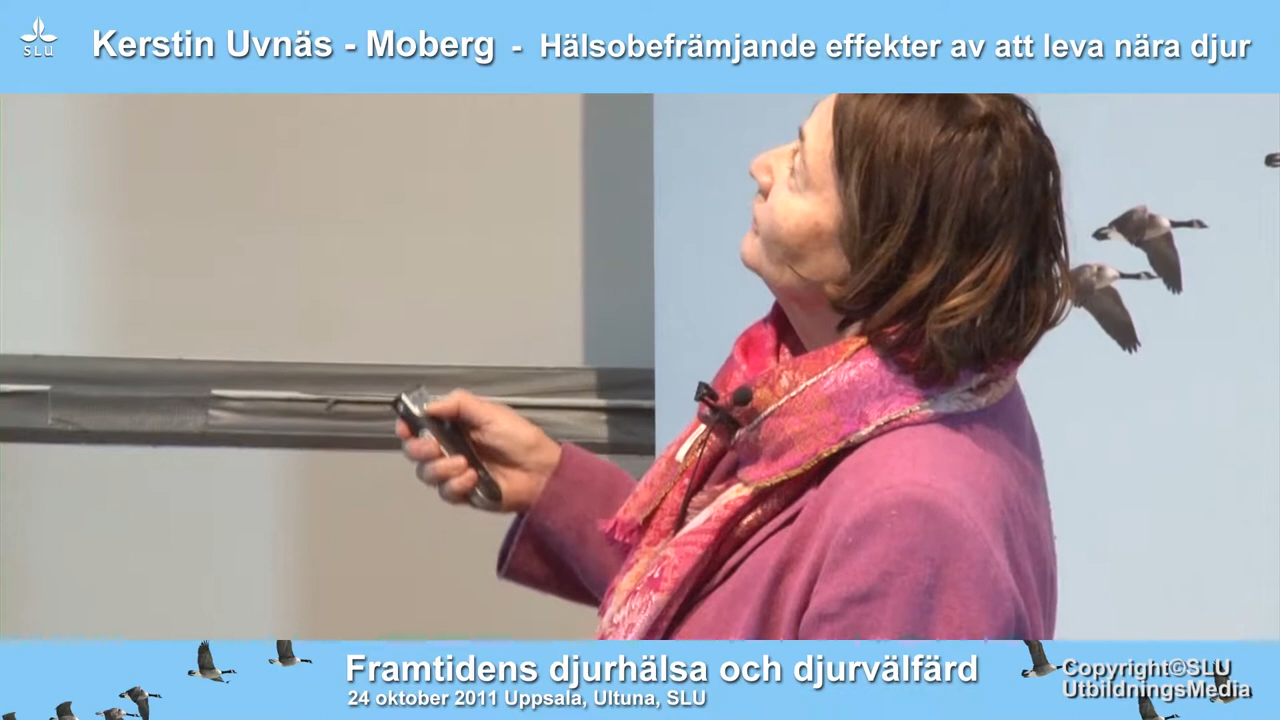 SLU
Kerstin Uvnäs - Moberg - Hälsobefrämjande effekter av att leva nära djur
Framtidens djurhälsa och djurvälfärd
24 oktober 2011 Uppsala, Ultuna, SLU
Copyright©SLU
UtbildningsMedia